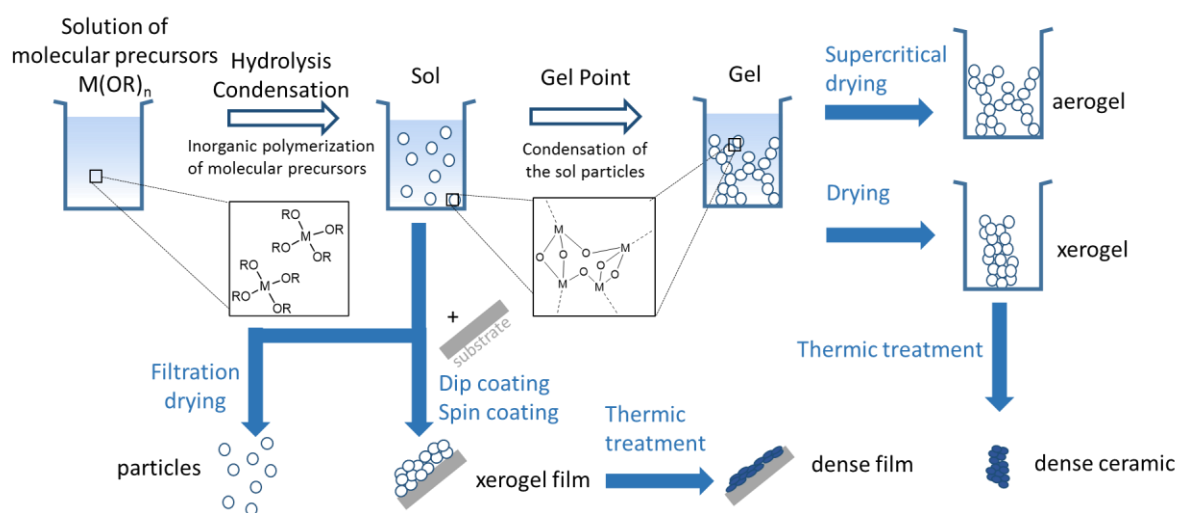 Solution of
molecular precursors
M(OR)n
Hydrolysis
Condensation
Inorganic polymerization
of molecular precursors
Sol
Gel Point
Condensation of
the sol particles
Gel
Supercritical
drying
aerogel
Drying
xerogel
RO
M
OR
RO
OR
OR
RO
M
OR
RO
OR
M
O
O
O
M
O
O
M
O
M
+
substrate
Filtration
drying
Dip coating
Spin coating
Thermic
treatment
Thermic treatment
particles
xerogel film
dense film
dense ceramic